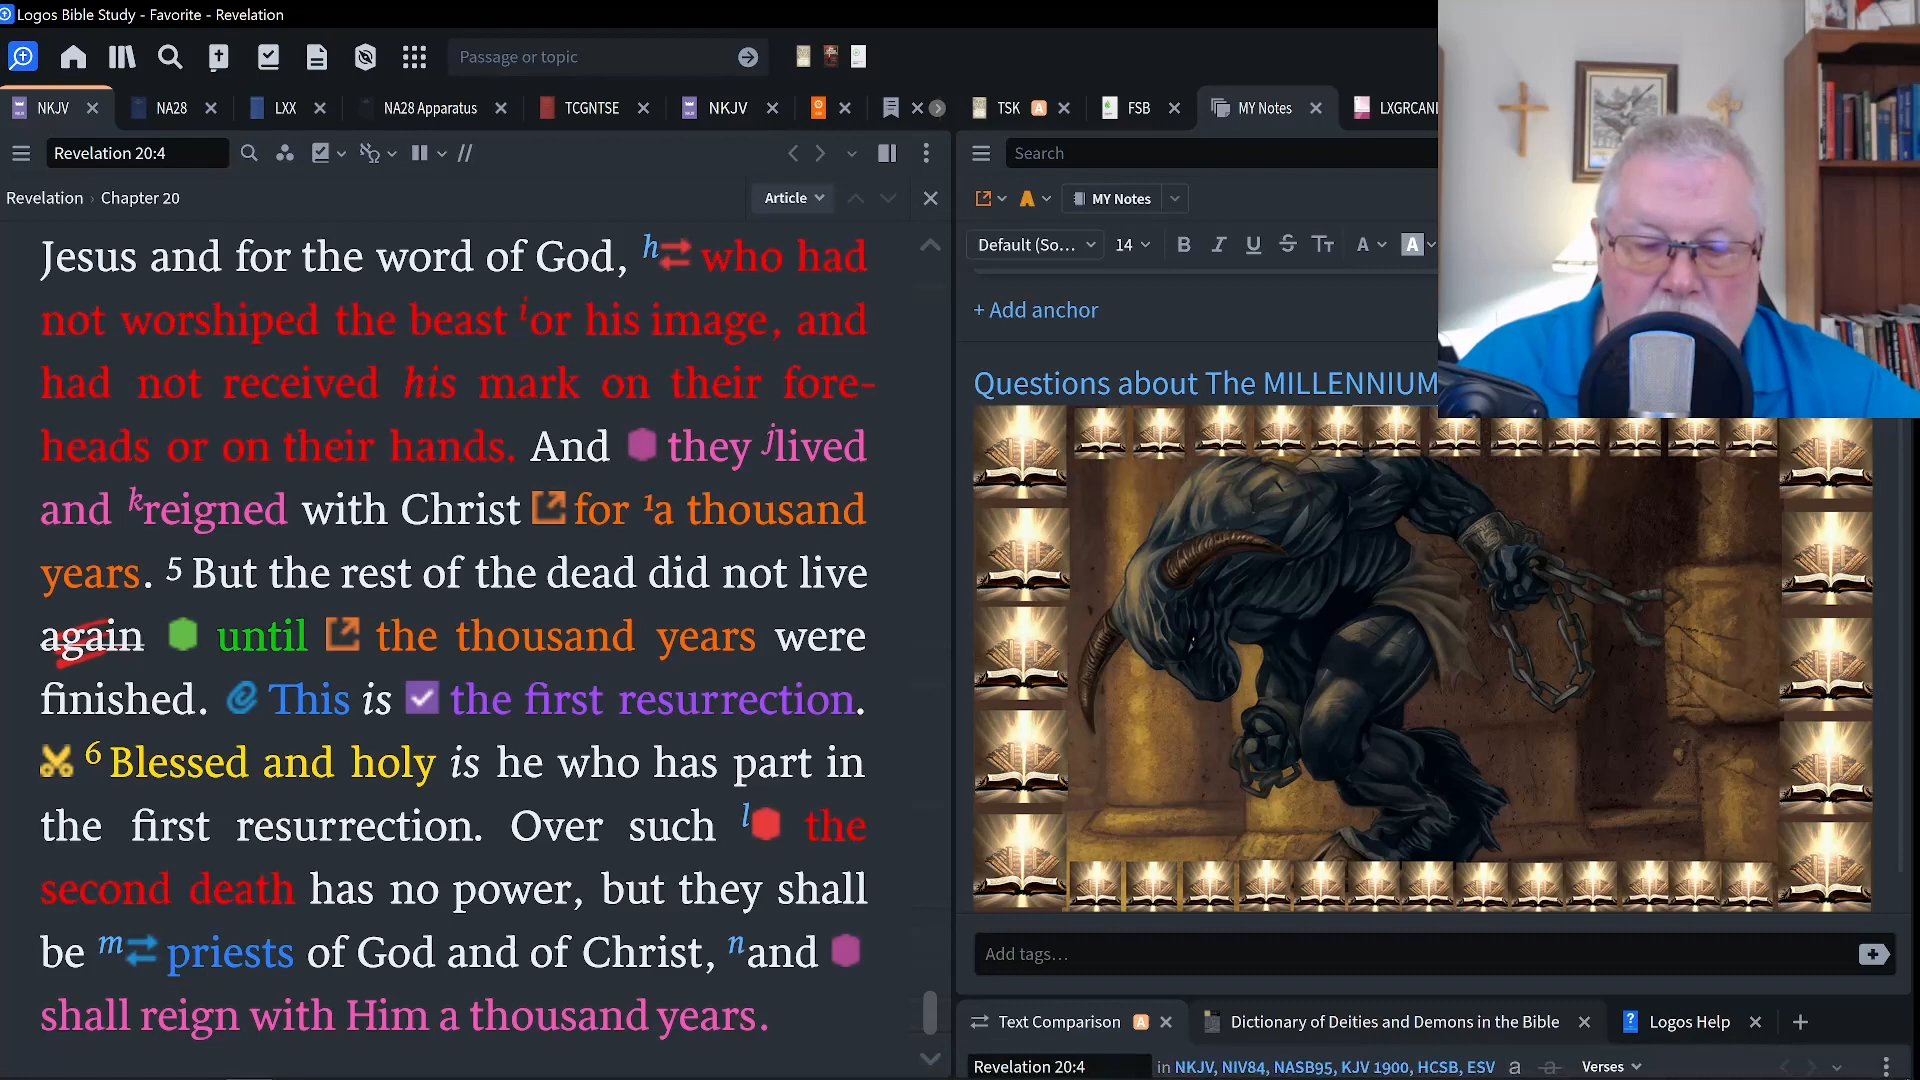 Logos Bible Study - Favorite - Revelation
Passage or topic
NKJV
NA28
LXX
NA28 Apparatus
TCGNTSE
NKJV
TSK A
FSB
MY Notes
LXGRCANI
Revelation 20:4
Search
Revelation › Chapter 20
Article
MY Notes
Default (So...
14
B I U S Tт A A
+ Add anchor
Questions about The MILLENNIUM
Jesus and for the word of God, h who had
not worshiped the beast i or his image, and
had not received his mark on their fore-
heads or on their hands. And they j lived
and k reigned with Christ for 1 a thousand
years. 5 But the rest of the dead did not live
again until the thousand years were
finished. This is the first resurrection.
6 Blessed and holy is he who has part in
the first resurrection. Over such l the
second death has no power, but they shall
be m priests of God and of Christ, n and
shall reign with Him a thousand years.
Add tags...
Text Comparison A
Dictionary of Deities and Demons in the Bible
Logos Help
Revelation 20:4
in NKJV, NIV84, NASB95, KJV 1900, HCSB, ESV
a a
Verses